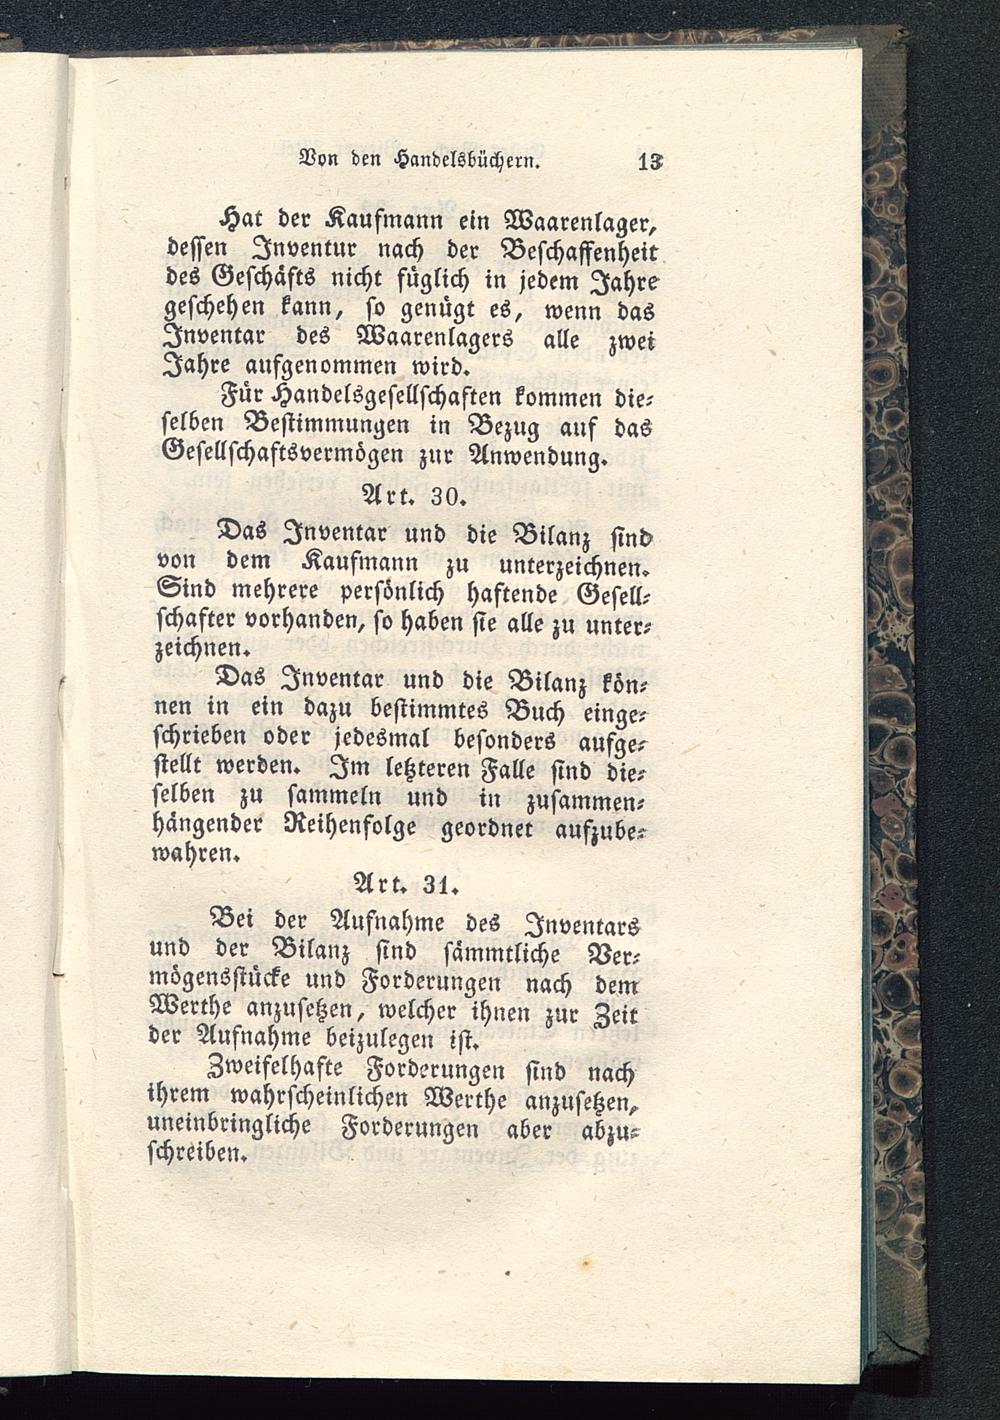 Von den Handelsbüchern. 13
Hat der Kaufmann ein Waarenlager,
dessen Inventur nach der Beschaffenheit
des Geschäfts nicht füglich in jedem Jahre
geschehen kann, so genügt es, wenn das
Inventar des Waarenlagers alle zwei
Jahre aufgenommen wird.
Für Handelsgesellschaften kommen die-
selben Bestimmungen in Bezug auf das
Gesellschaftsvermögen zur Anwendung.
Art. 30.
Das Inventar und die Bilanz sind
von dem Kaufmann zu unterzeichnen.
Sind mehrere persönlich haftende Gesell-
schafter vorhanden, so haben sie alle zu unter-
zeichnen.
Das Inventar und die Bilanz kön-
nen in ein dazu bestimmtes Buch einge-
schrieben oder jedesmal besonders aufge-
stellt werden. Im letzteren Falle sind die-
selben zu sammeln und in zusammen-
hängender Reihenfolge geordnet aufzube-
wahren.
Art. 31.
Bei der Aufnahme des Inventars
und der Bilanz sind sämmtliche Ver-
mögensstücke und Forderungen nach dem
Werthe anzusetzen, welcher ihnen zur Zeit
der Aufnahme beizulegen ist.
Zweifelhafte Forderungen sind nach
ihrem wahrscheinlichen Werthe anzusetzen,
uneinbringliche Forderungen aber abzu-
schreiben.